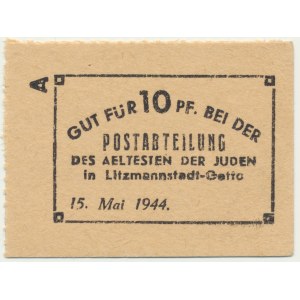 A
GUT FÜR 10 PF. BEI DER
POSTABTEILUNG
DES AELTESTEN DER JUDEN
in Litzmannstadt-Getto
15. Mai 1944.